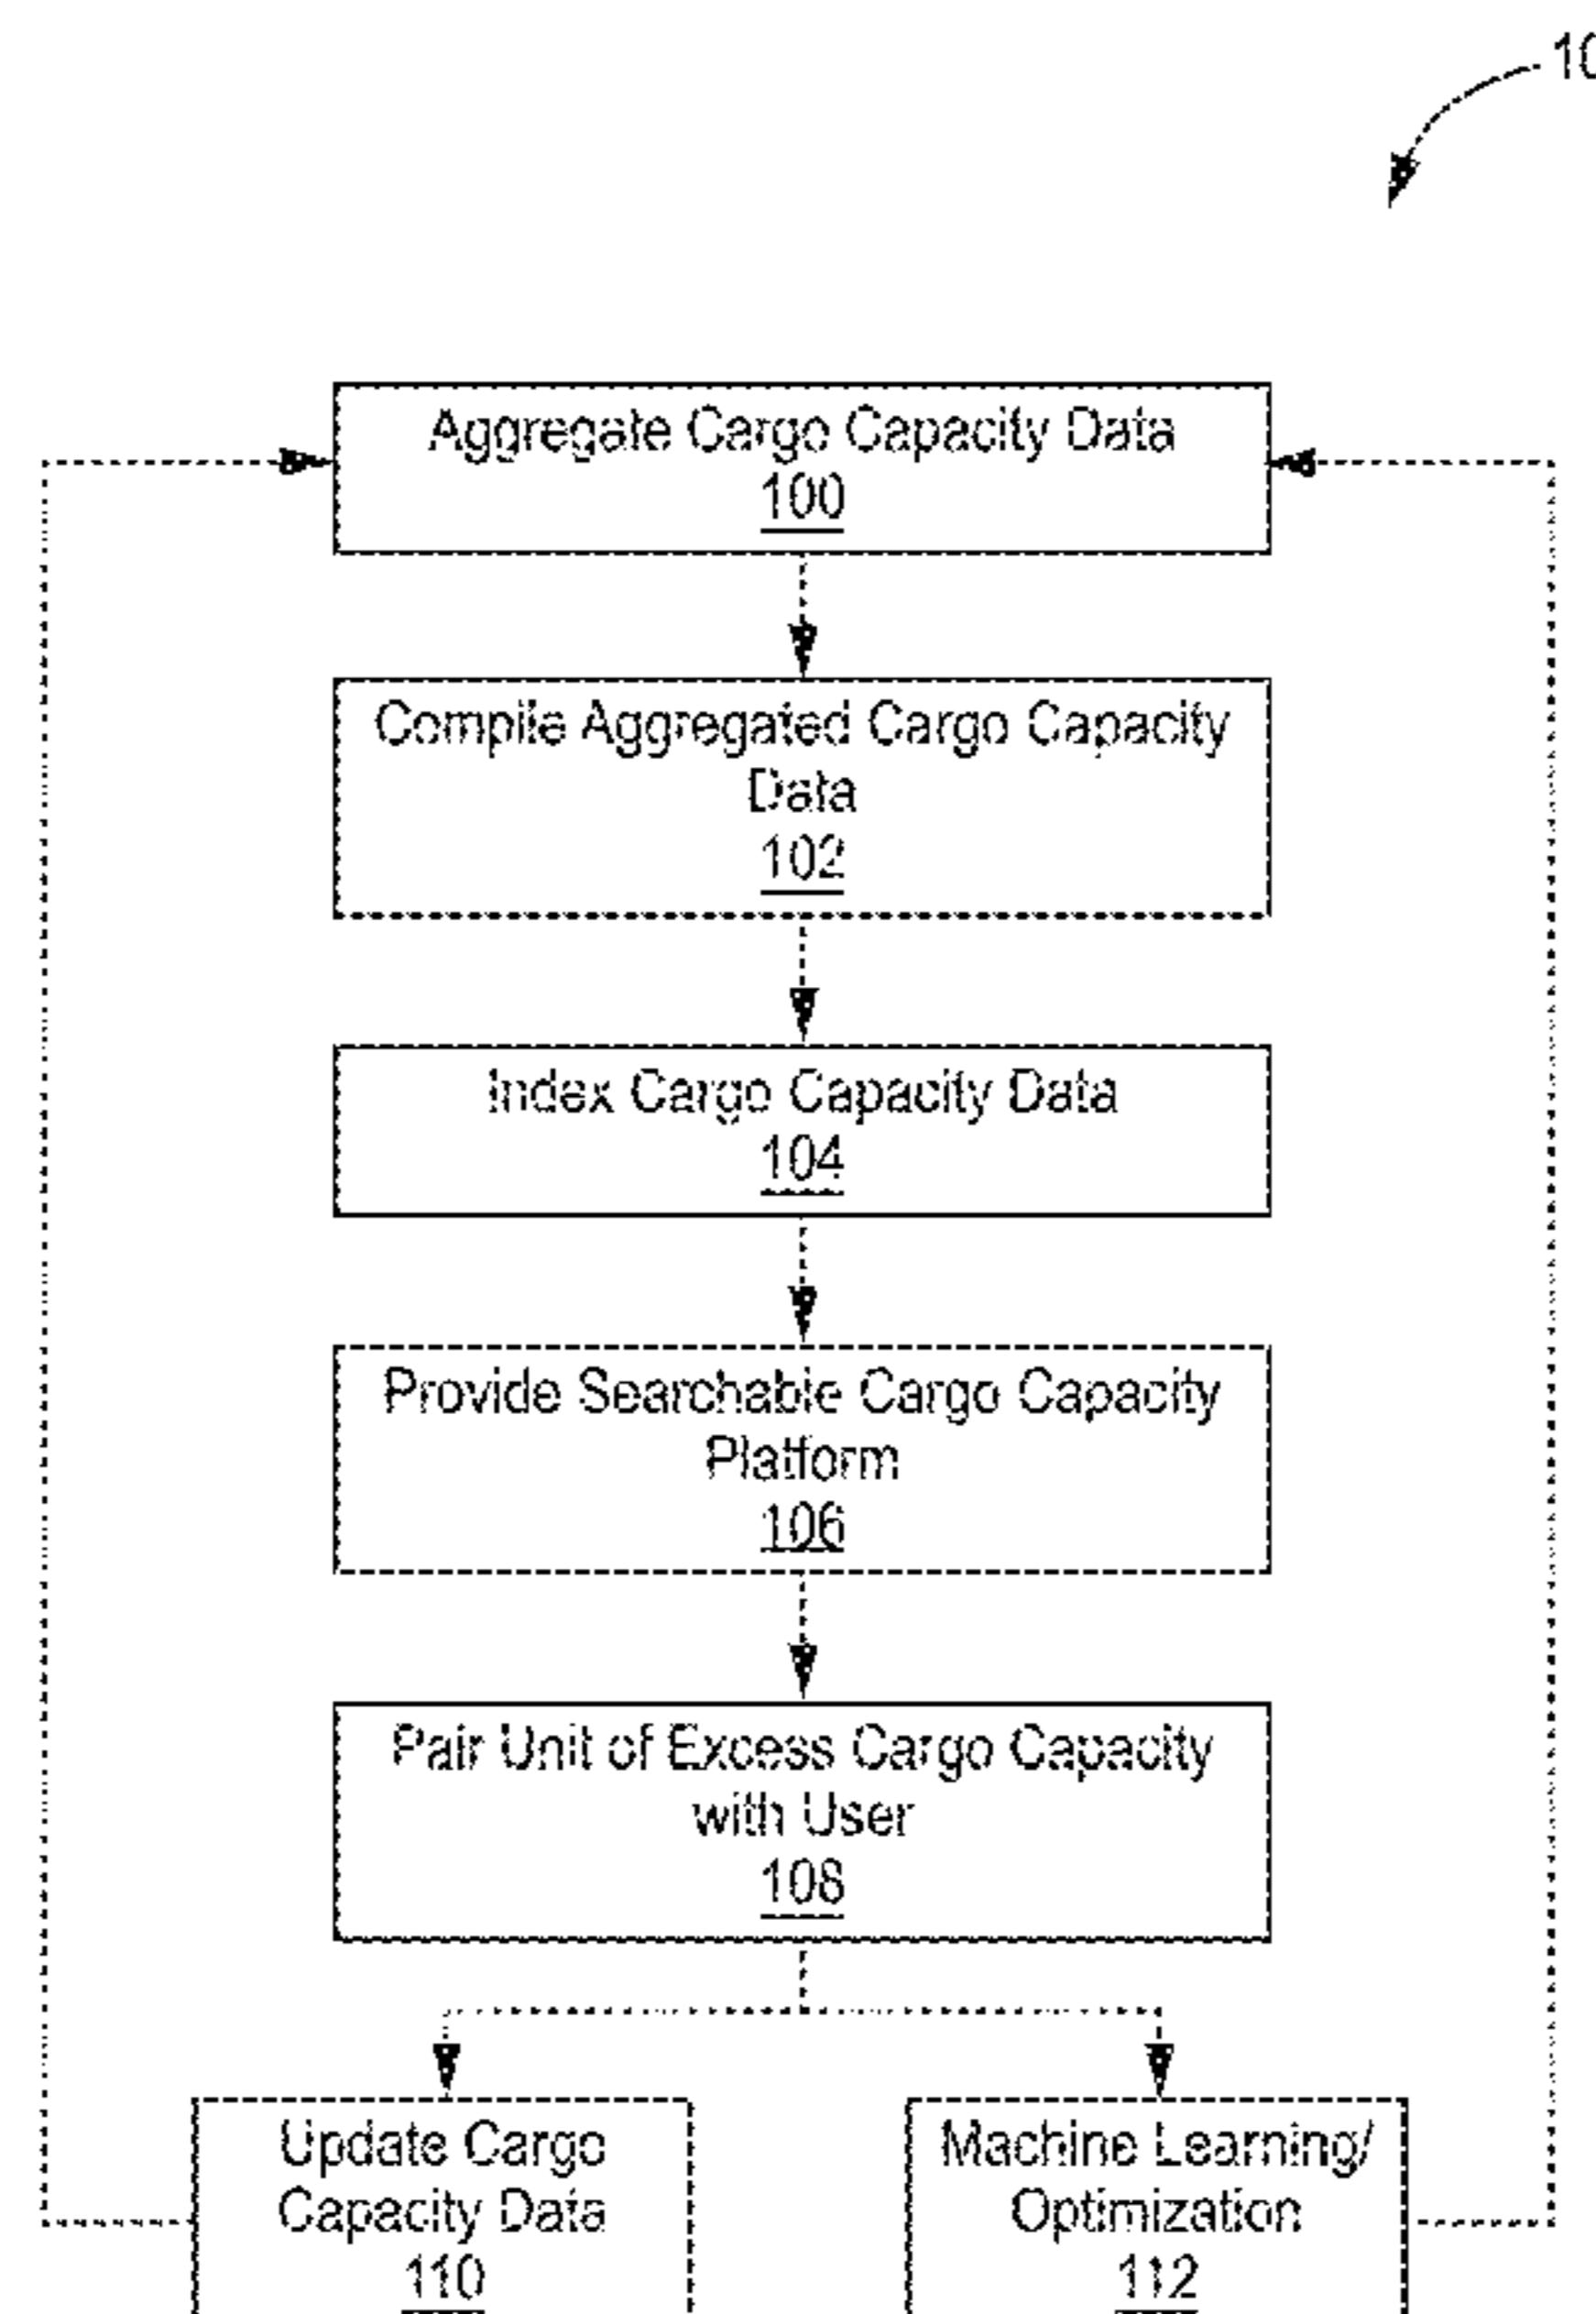 10
Aggregate Cargo Capacity Data
100
Compile Aggregated Cargo Capacity
Data
102
Index Cargo Capacity Data
104
Provide Searchable Cargo Capacity
Platform
106
Pair Unit of Excess Cargo Capacity
with User
108
Update Cargo
Capacity Data
110
Machine Learning/
Optimization
112